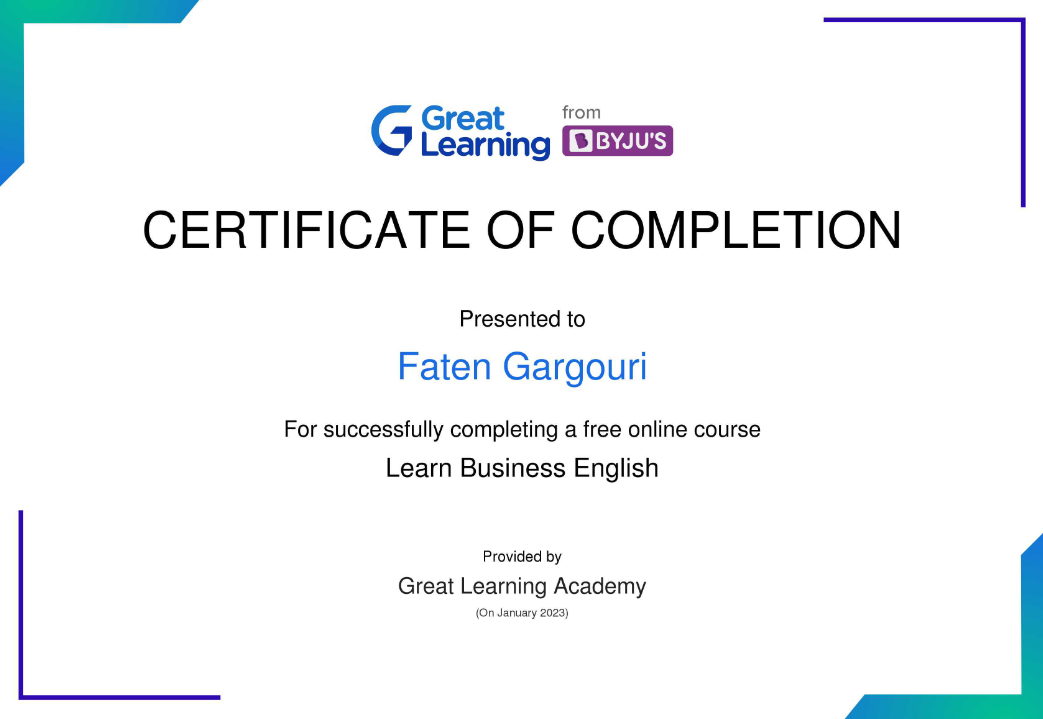 Great
Learning
from
BYJU'S
CERTIFICATE OF COMPLETION
Presented to
Faten Gargouri
For successfully completing a free online course
Learn Business English
Provided by
Great Learning Academy
(On January 2023)